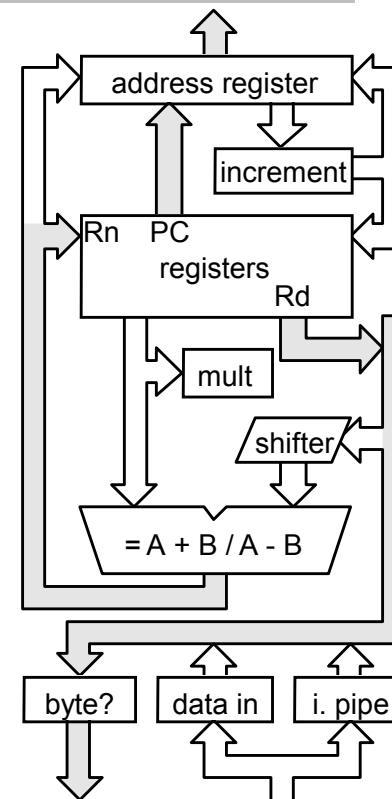 address register
increment
Rn PC
registers
Rd
mult
shifter
= A + B / A - B
byte? data in i. pipe